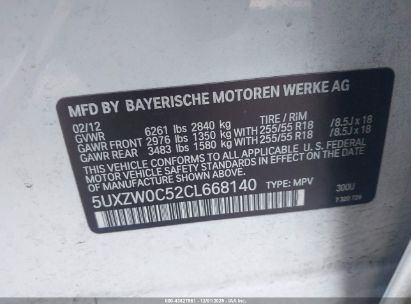 MFD BY BAYERISCHE MOTOREN WERKE AG
02/12 TIRE / RIM
GVWR 6261 lbs 2840 kg
GAWR FRONT 2976 lbs 1350 kg 255/55 R18 / 8.5J x 18
GAWR REAR 3483 lbs 1580 kg 255/55 R18 / 8.5J x 18
THIS VEHICLE CONFORMS TO ALL APPLICABLE U. S. FEDERAL
MOTOR VEHICLE SAFETY STANDARDS IN EFFECT ON THE
DATE OF MANUFACTURE SHOWN ABOVE.
5UXZW0C52CL668140 TYPE: MPV 300U
7 320 729